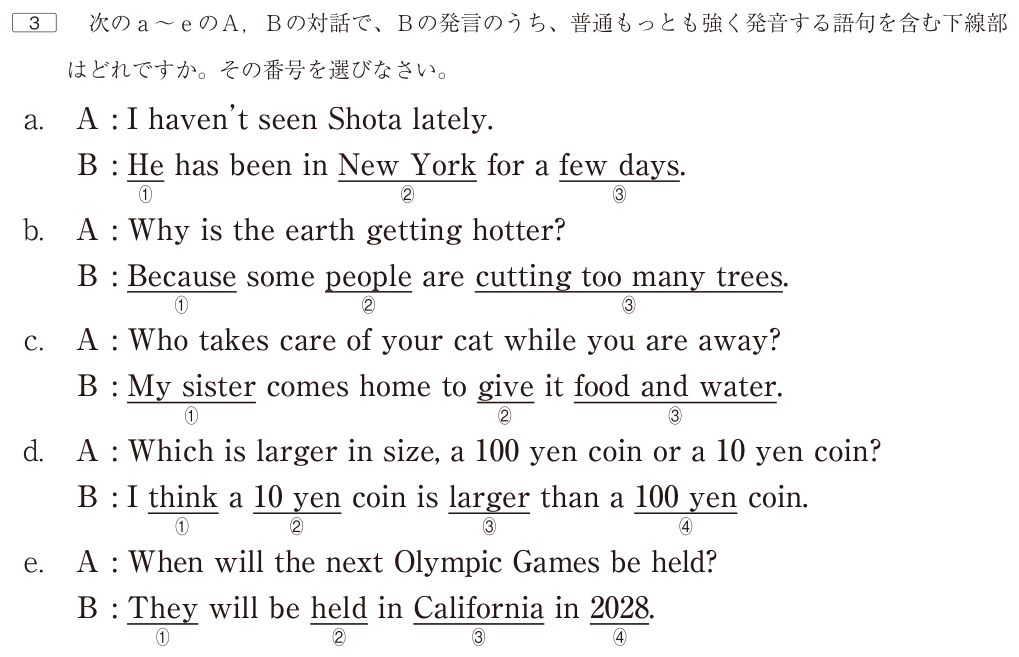 3 次のａ～ｅのA，Bの対話で、Bの発言のうち、普通もっとも強く発音する語句を含む下線部
はどれですか。その番号を選びなさい。
a. A : I haven't seen Shota lately.
B : He has been in New York for a few days.
① ② ③
b. A : Why is the earth getting hotter?
B : Because some people are cutting too many trees.
① ② ③
c. A : Who takes care of your cat while you are away?
B : My sister comes home to give it food and water.
① ② ③
d. A : Which is larger in size, a 100 yen coin or a 10 yen coin?
B : I think a 10 yen coin is larger than a 100 yen coin.
① ② ③ ④
e. A : When will the next Olympic Games be held?
B : They will be held in California in 2028.
① ② ③ ④